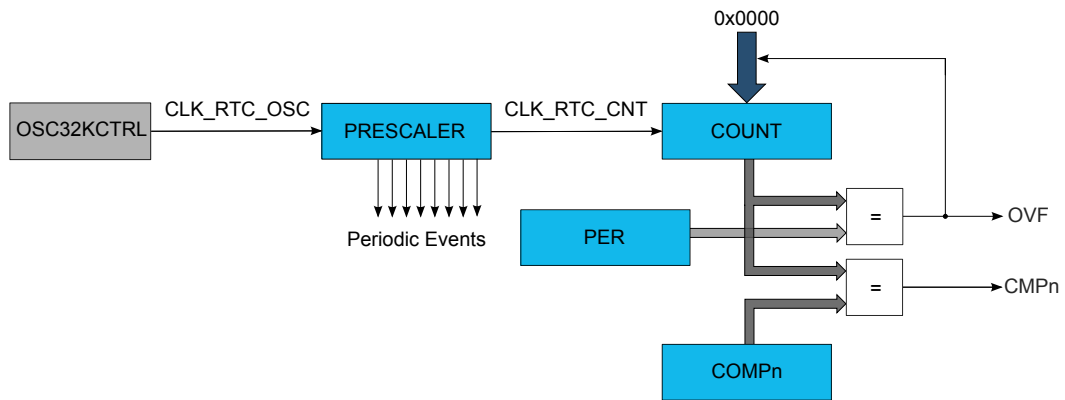 0x0000
CLK_RTC_OSC
CLK_RTC_CNT
OSC32KCTRL
PRESCALER
COUNT
Periodic Events
PER
=
OVF
=
CMPn
COMPn